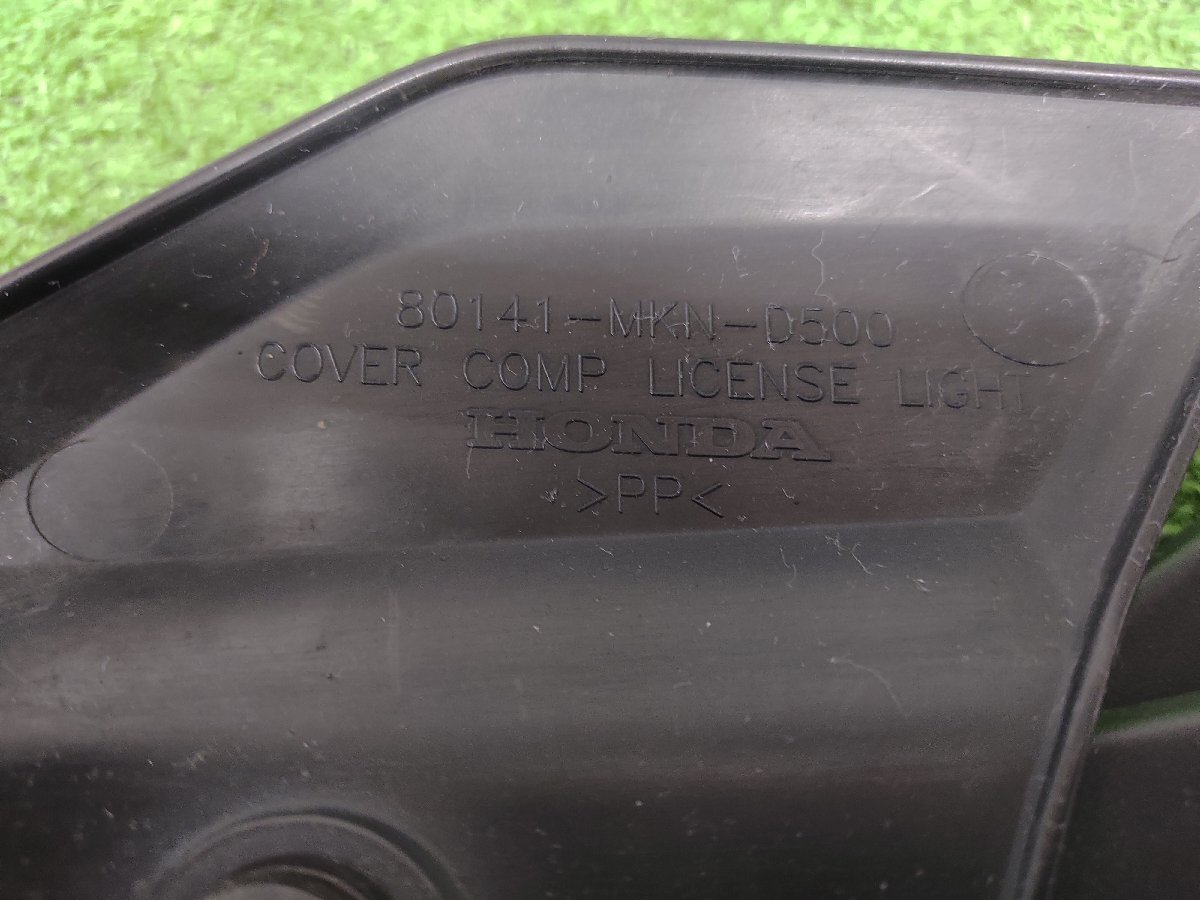 80141-MKN-D500
COVER COMP LICENSE LIGHT
HONDA
>PP<